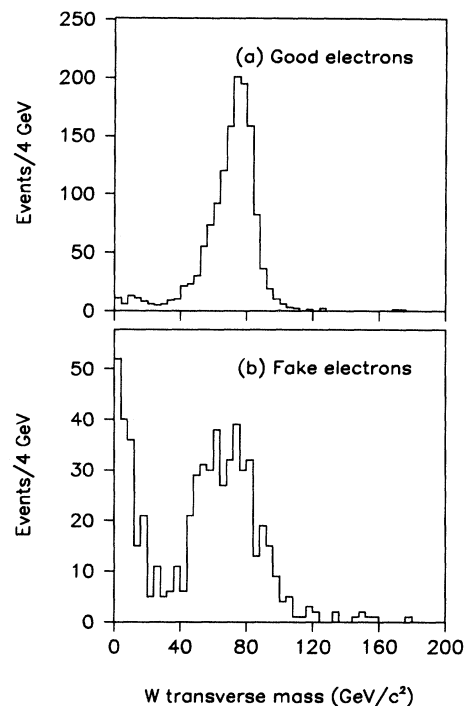 250
(a) Good electrons
200
150
100
50
0
Events/4 GeV
(b) Fake electrons
50
40
30
20
10
0
Events/4 GeV
0 40 80 120 160 200
W transverse mass (GeV/c²)